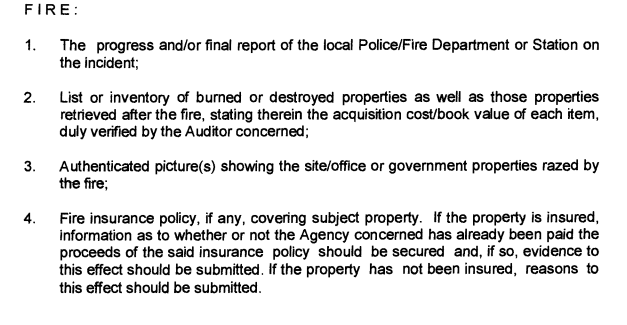 FIRE:
1. The progress and/or final report of the local Police/Fire Department or Station on
the incident;
2. List or inventory of burned or destroyed properties as well as those properties
retrieved after the fire, stating therein the acquisition cost/book value of each item,
duly verified by the Auditor concerned;
3. Authenticated picture(s) showing the site/office or government properties razed by
the fire;
4. Fire insurance policy, if any, covering subject property. If the property is insured,
information as to whether or not the Agency concerned has already been paid the
proceeds of the said insurance policy should be secured and, if so, evidence to
this effect should be submitted. If the property has not been insured, reasons to
this effect should be submitted.